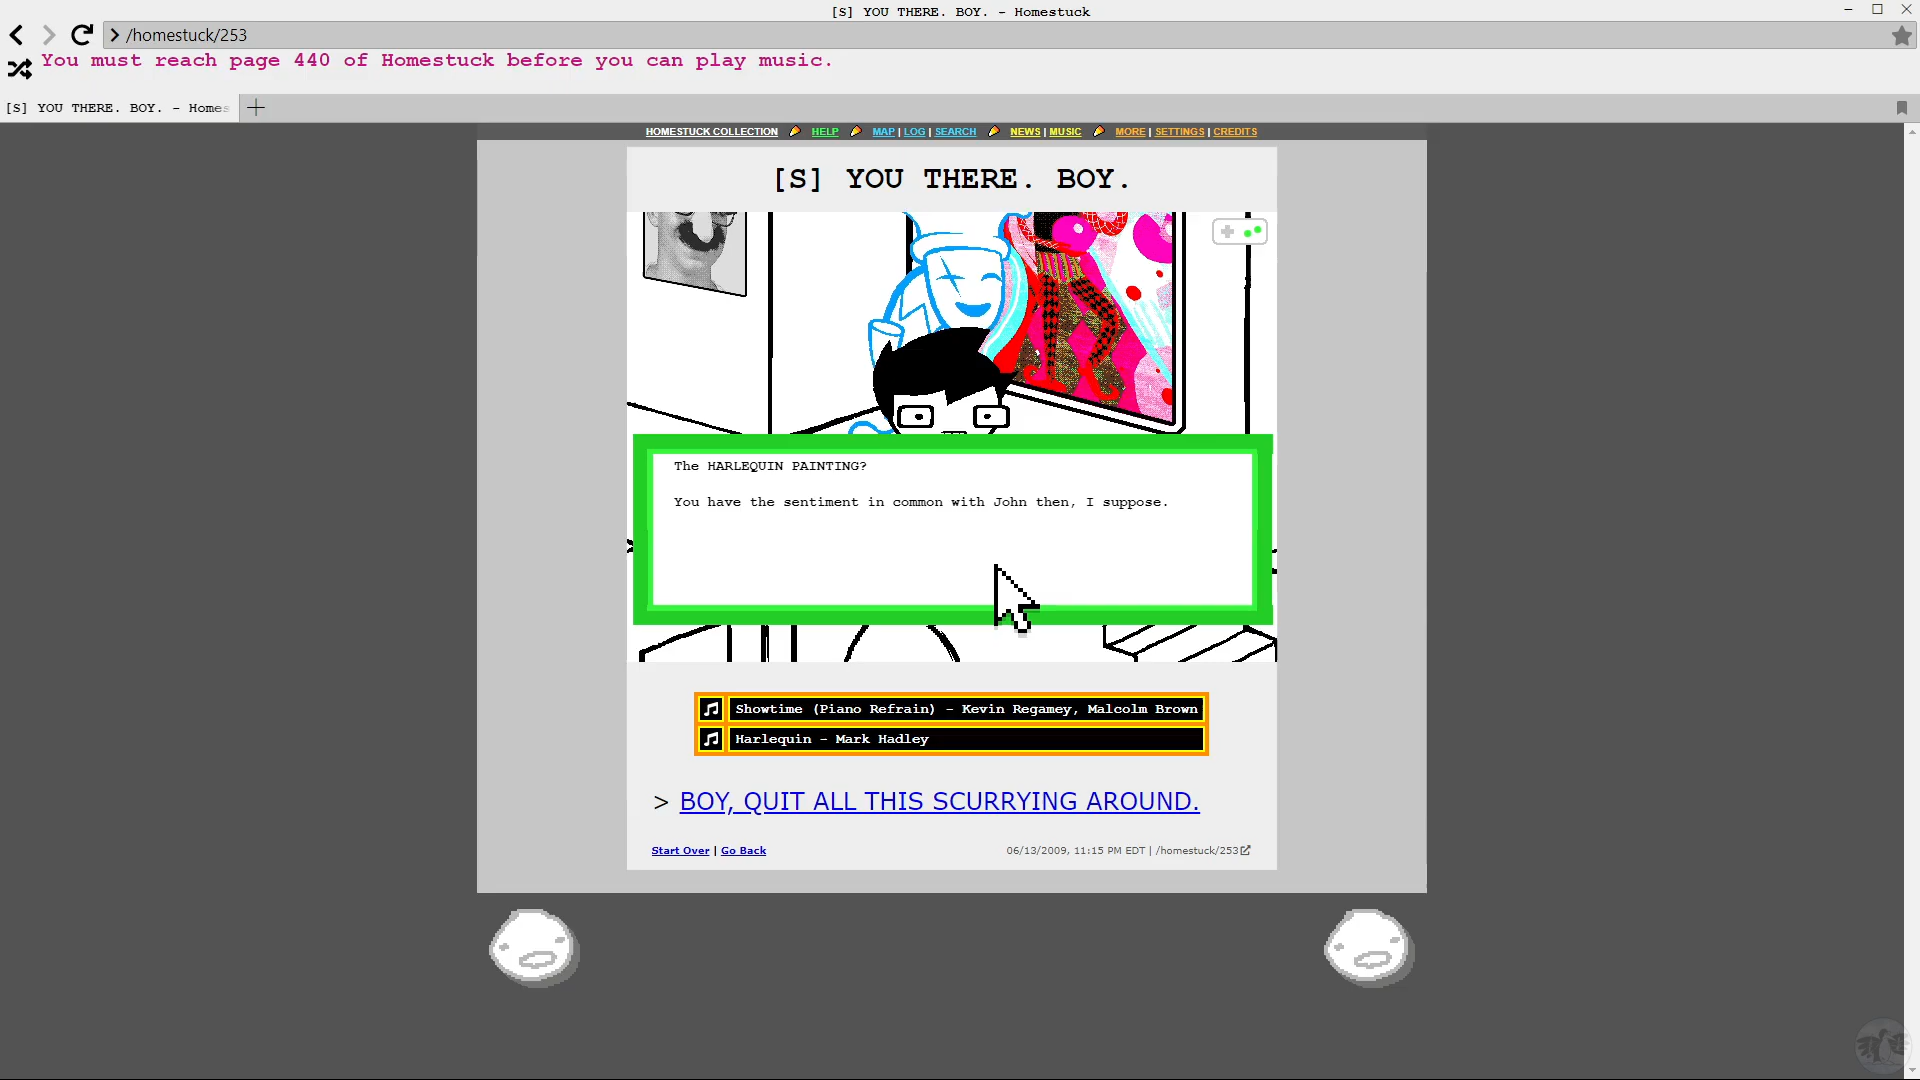 [S] YOU THERE. BOY. - Homestuck
/homestuck/253
You must reach page 440 of Homestuck before you can play music.
[S] YOU THERE. BOY. - Homes
HOMESTUCK COLLECTION HELP MAP | LOG | SEARCH NEWS | MUSIC MORE | SETTINGS | CREDITS
[S] YOU THERE. BOY.
The HARLEQUIN PAINTING?
You have the sentiment in common with John then, I suppose.
Showtime (Piano Refrain) - Kevin Regamey, Malcolm Brown
Harlequin - Mark Hadley
> BOY, QUIT ALL THIS SCURRYING AROUND.
Start Over | Go Back
06/13/2009, 11:15 PM EDT | /homestuck/253